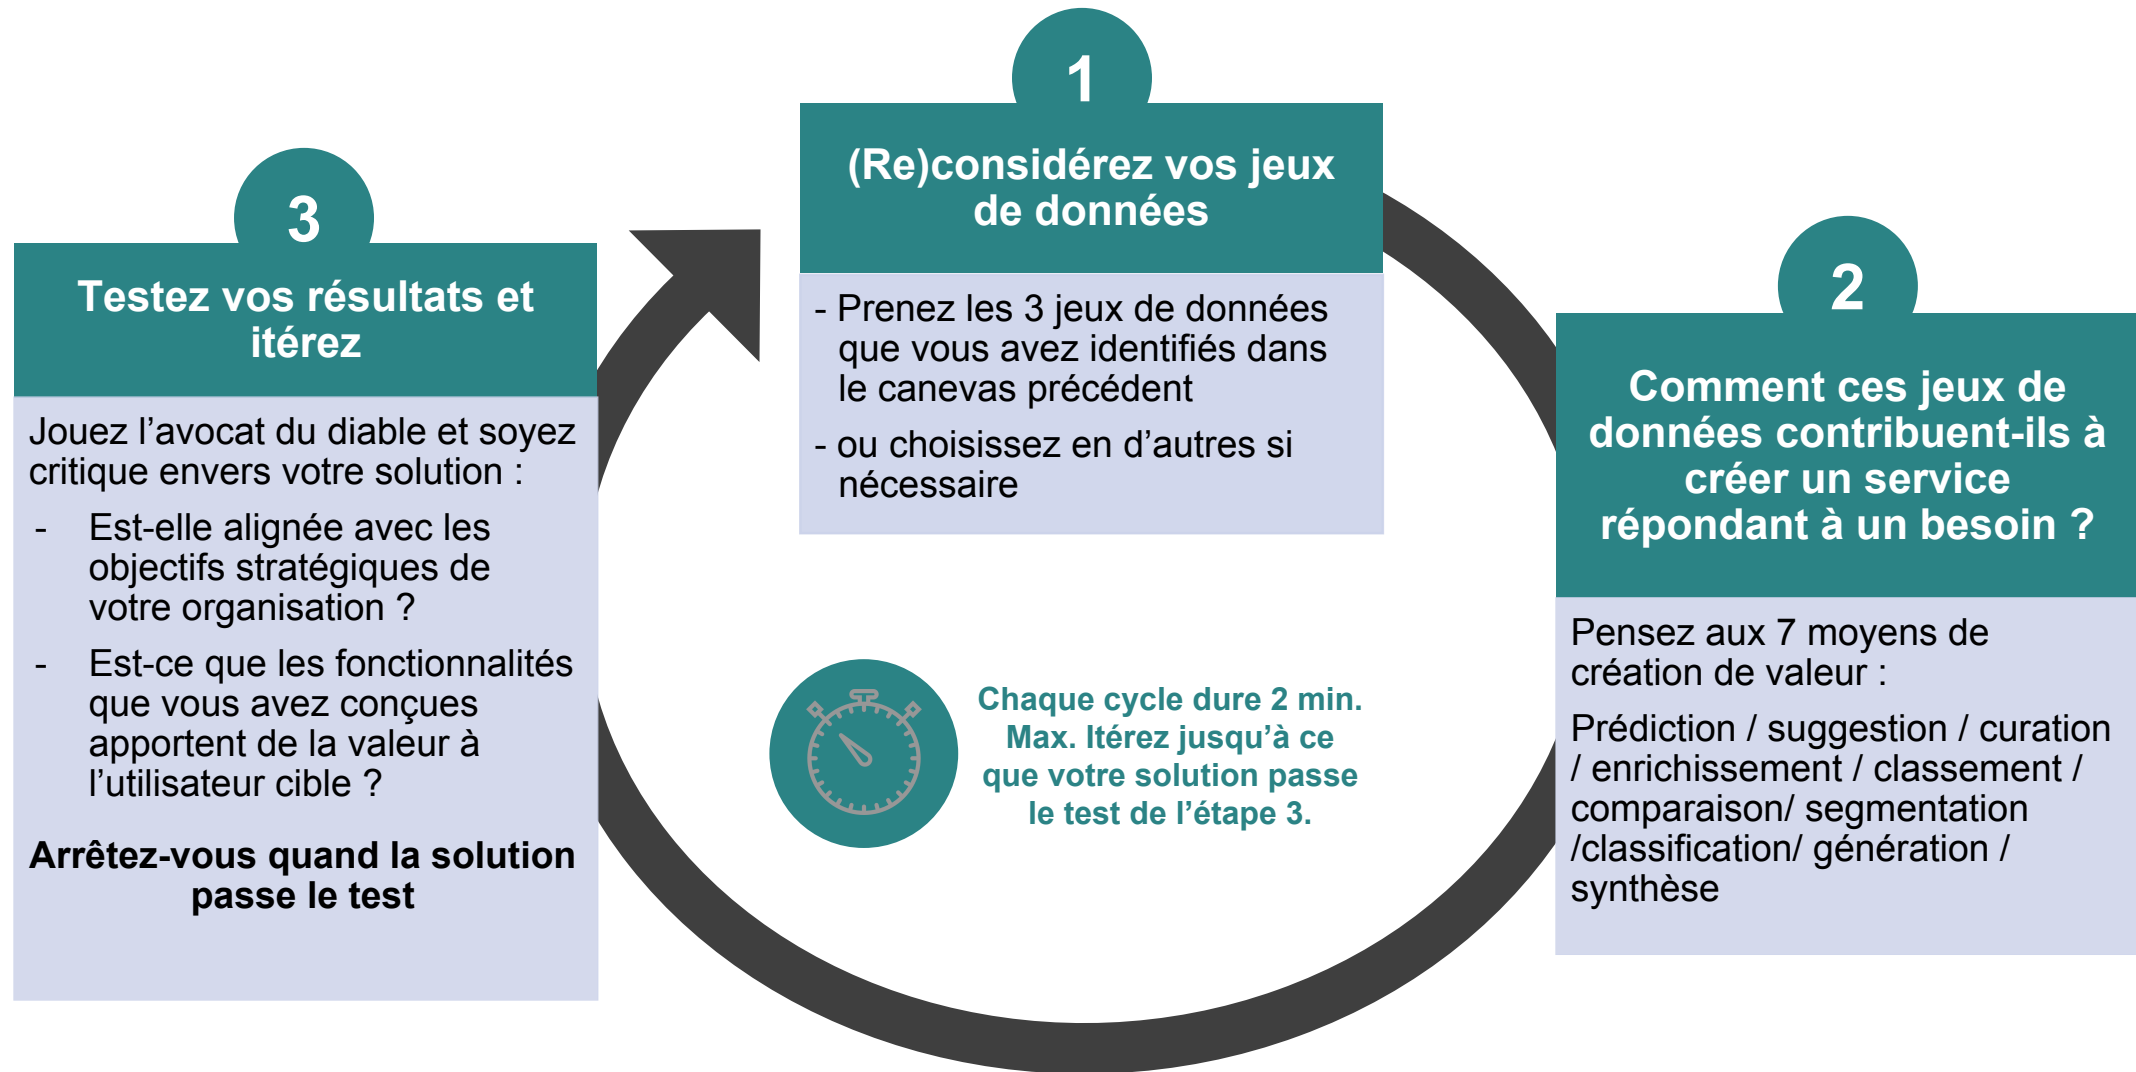 1
(Re)considérez vos jeux
de données
- Prenez les 3 jeux de données
que vous avez identifiés dans
le canevas précédent
- ou choisissez en d’autres si
nécessaire
2
Comment ces jeux de
données contribuent-ils à
créer un service
répondant à un besoin ?
Pensez aux 7 moyens de
création de valeur :
Prédiction / suggestion / curation
/ enrichissement / classement /
comparaison/ segmentation
/classification/ génération /
synthèse
3
Testez vos résultats et
itérez
Jouez l’avocat du diable et soyez
critique envers votre solution :
- Est-elle alignée avec les
objectifs stratégiques de
votre organisation ?
- Est-ce que les fonctionnalités
que vous avez conçues
apportent de la valeur à
l’utilisateur cible ?
Arrêtez-vous quand la solution
passe le test
Chaque cycle dure 2 min.
Max. Itérez jusqu’à ce
que votre solution passe
le test de l’étape 3.